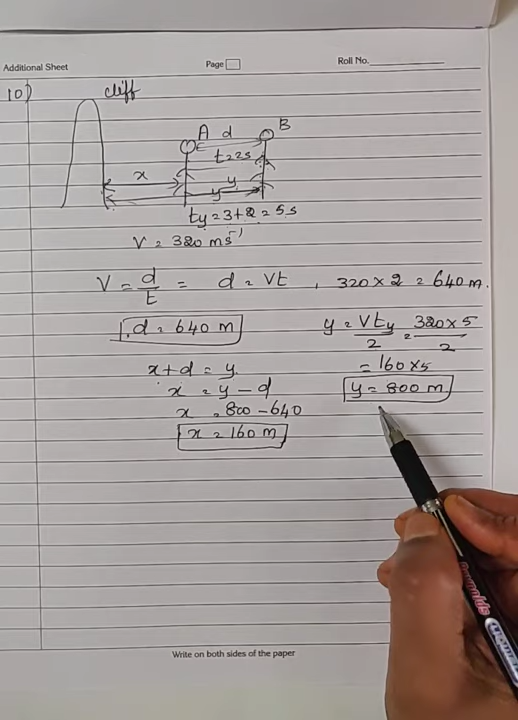 Additional Sheet Page Roll No.
10) cliff
A d B
t=2s
x y
y
ty = 3+2 = 5s
V = 320 ms⁻¹
V = d/t = d = Vt , 320 × 2 = 640 m.
d = 640 m y = Vty/2 = 320×5/2
x+d = y = 160×5
x = y - d y = 800 m
x = 800 - 640
x = 160 m
Reynolds
Write on both sides of the paper